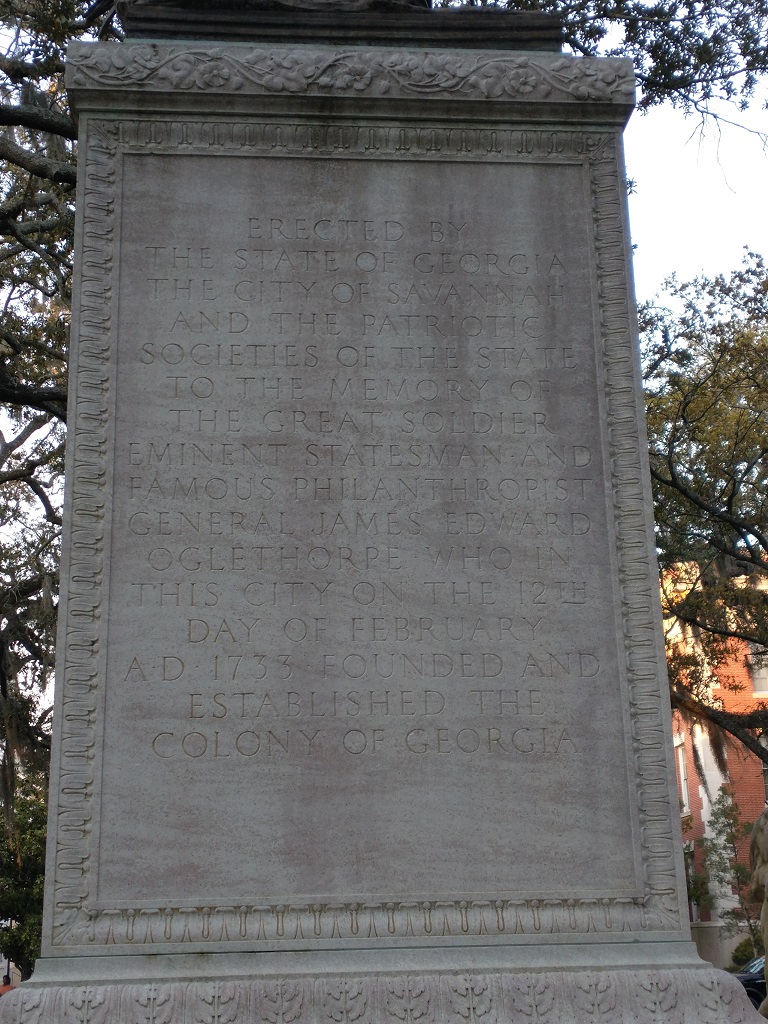 ERECTED BY
THE STATE OF GEORGIA
THE CITY OF SAVANNAH
AND THE PATRIOTIC
SOCIETIES OF THE STATE
TO THE MEMORY OF
THE GREAT SOLDIER
EMINENT STATESMAN AND
FAMOUS PHILANTHROPIST
GENERAL JAMES EDWARD
OGLETHORPE WHO IN
THIS CITY ON THE 12TH
DAY OF FEBRUARY
A·D 1733 FOUNDED AND
ESTABLISHED THE
COLONY OF GEORGIA